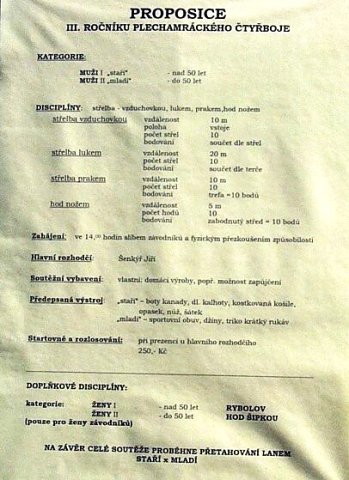 PROPOSICE
III. ROČNÍKU PLECHAMRÁCKÉHO ČTYŘBOJE
KATEGORIE:
MUŽI I „staří" - nad 50 let
MUŽI II „mladí" - do 50 let
DISCIPLÍNY: střelba - vzduchovkou, lukem, prakem,hod nožem
střelba vzduchovkou vzdálenost 10 m
poloha vstoje
počet střel 10
bodování součet dle střel
střelba lukem vzdálenost 20 m
počet střel 10
bodování součet dle terče
střelba prakem vzdálenost 10 m
počet střel 10
bodování trefa =10 bodů
hod nožem vzdálenost 5 m
počet hodů 10
bodování zabodnutý střed = 10 bodů
Zahájení: ve 14,00 hodin slibem závodníků a fyzickým přezkoušením způsobilosti
Hlavní rozhodčí: Šenkýř Jiří
Soutěžní vybavení: vlastní domácí výroby, popř. možnost zapůjčení
Předepsaná výstroj: „staří" – boty kanady, dl. kalhoty, kostkovaná košile,
opasek, nůž, šátek
„mladí" – sportovní obuv, džíny, triko krátký rukáv
Startovné a rozlosování: při prezenci u hlavního rozhodčího
250,- Kč
DOPLŇKOVÉ DISCIPLÍNY:
kategorie: ŽENY I - nad 50 let RYBOLOV
ŽENY II - do 50 let HOD ŠIPKOU
(pouze pro ženy závodníků)
NA ZÁVĚR CELÉ SOUTĚŽE PROBĚHNE PŘETAHOVÁNÍ LANEM
STAŘÍ x MLADÍ